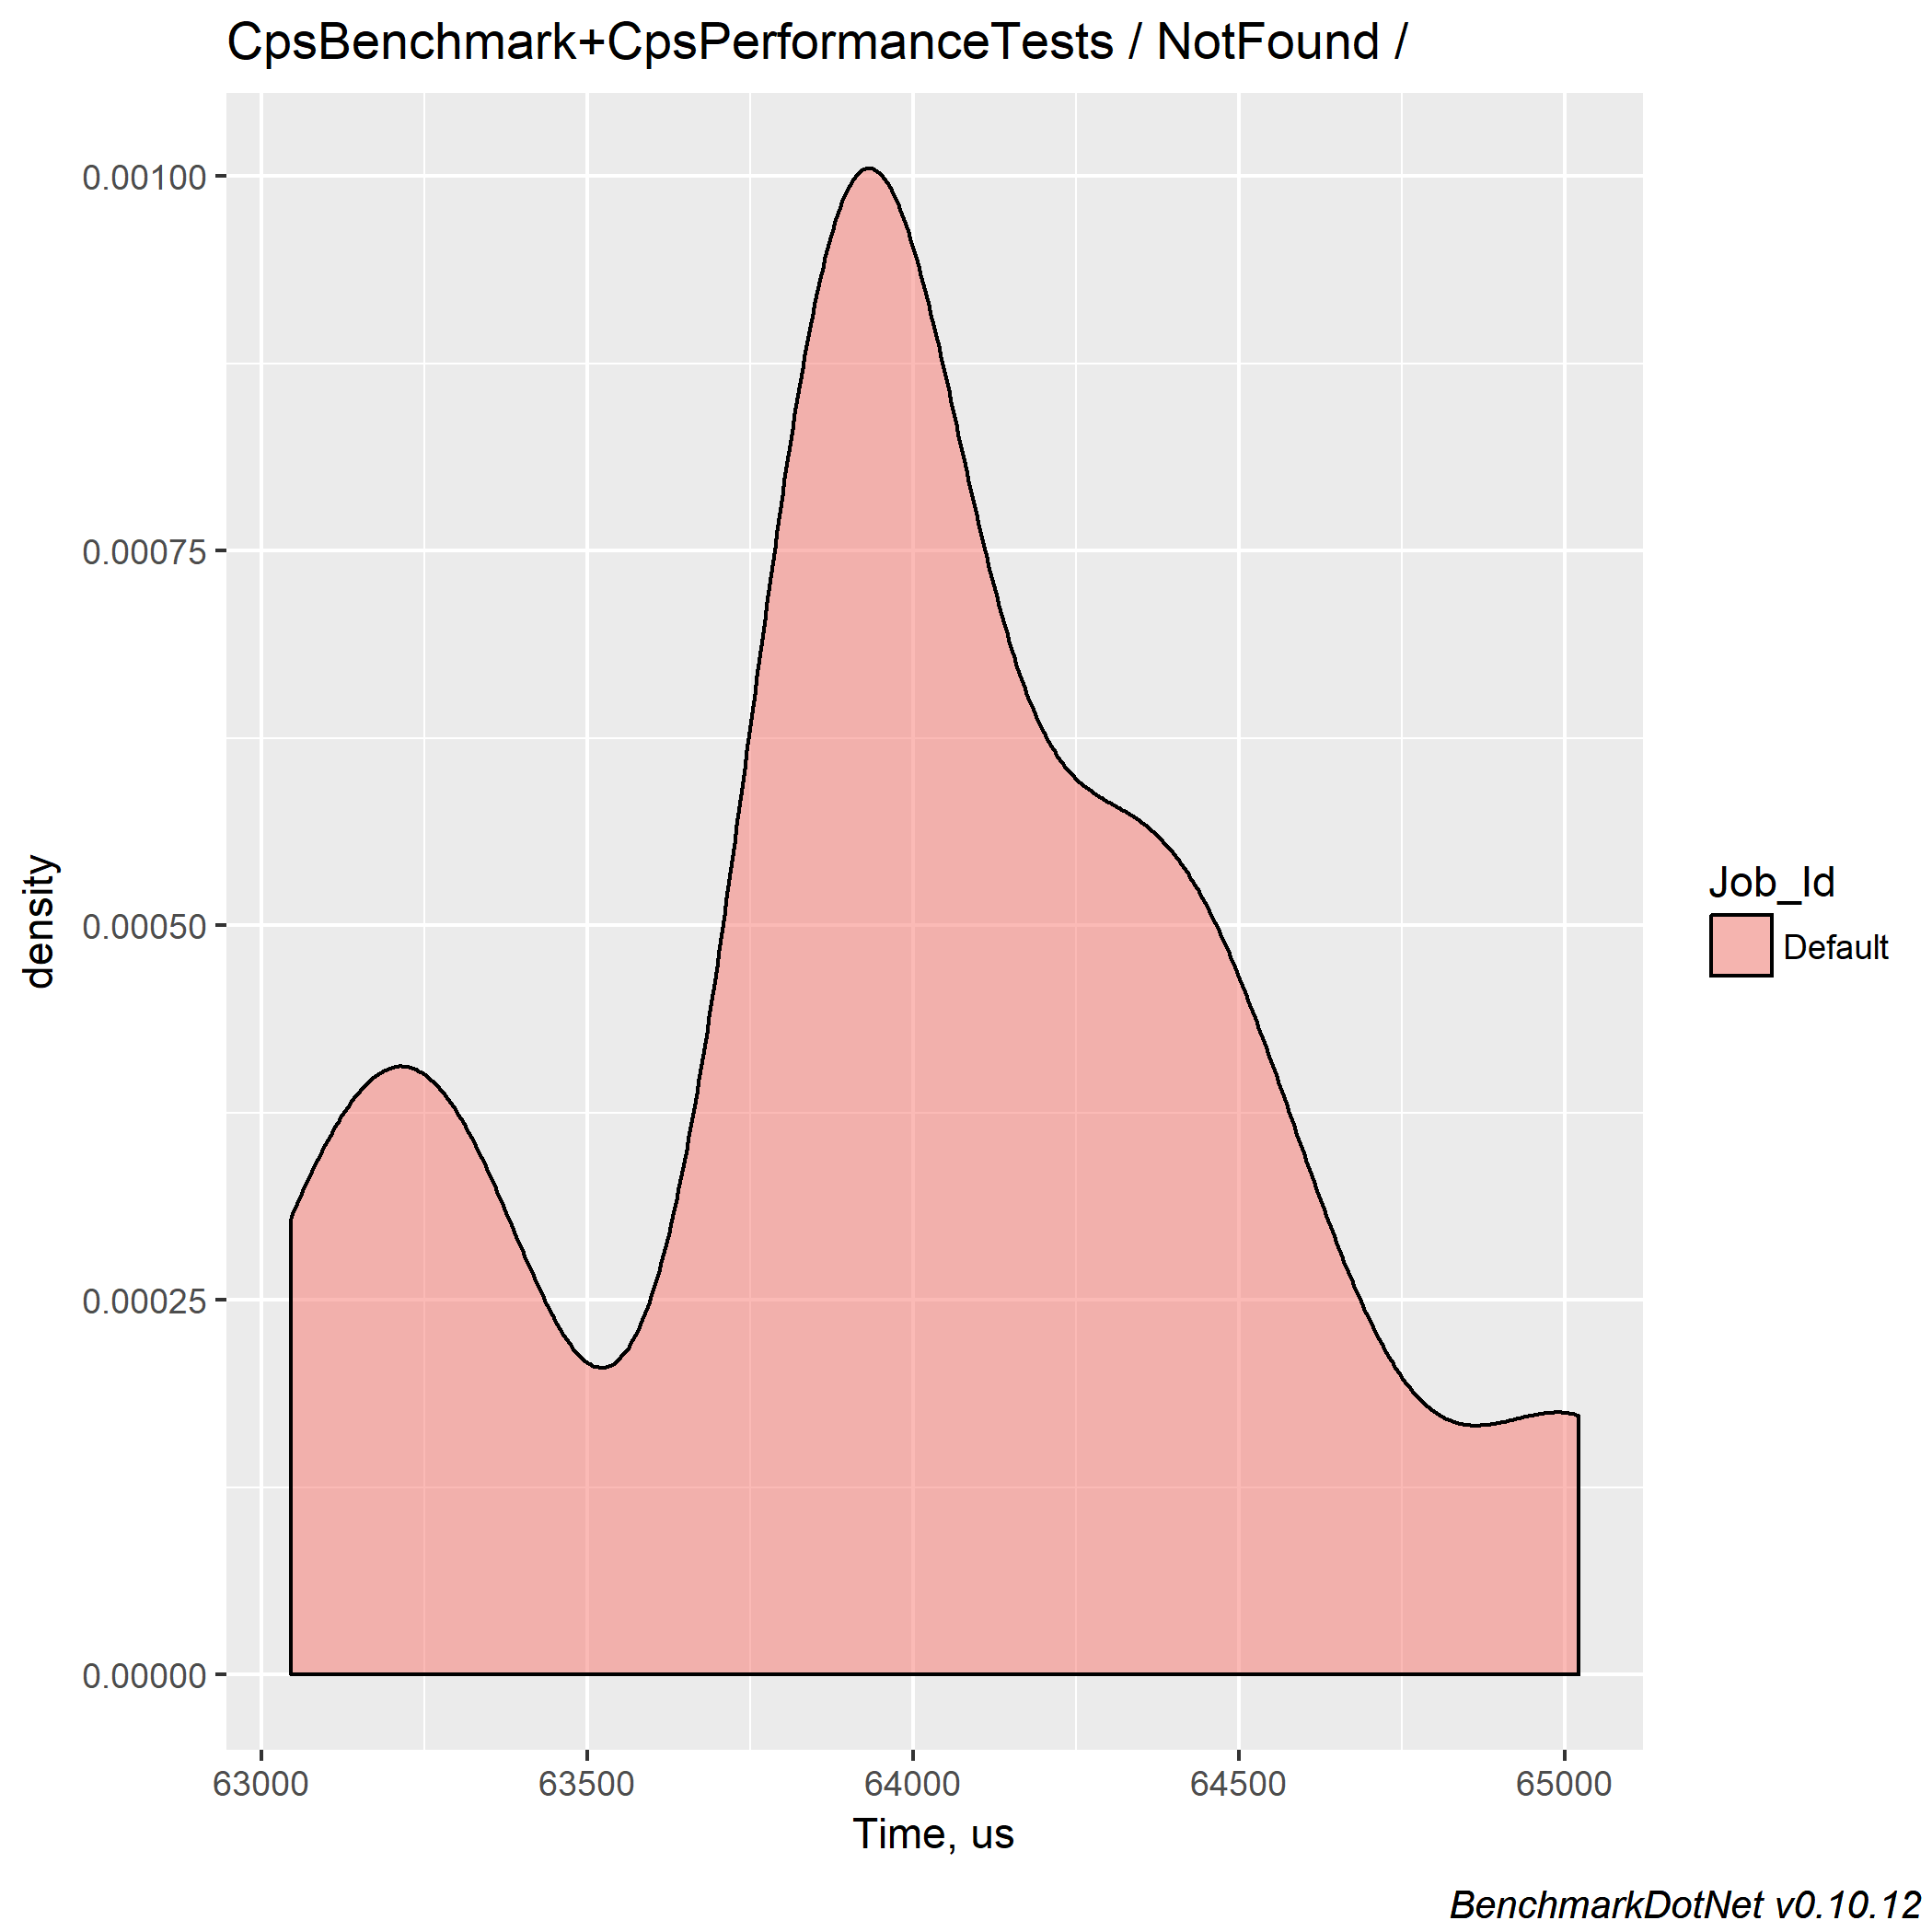 CpsBenchmark+CpsPerformanceTests / NotFound /
0.00100
0.00075
0.00050
0.00025
0.00000
density
63000 63500 64000 64500 65000
Time, us
Job_Id
Default
BenchmarkDotNet v0.10.12